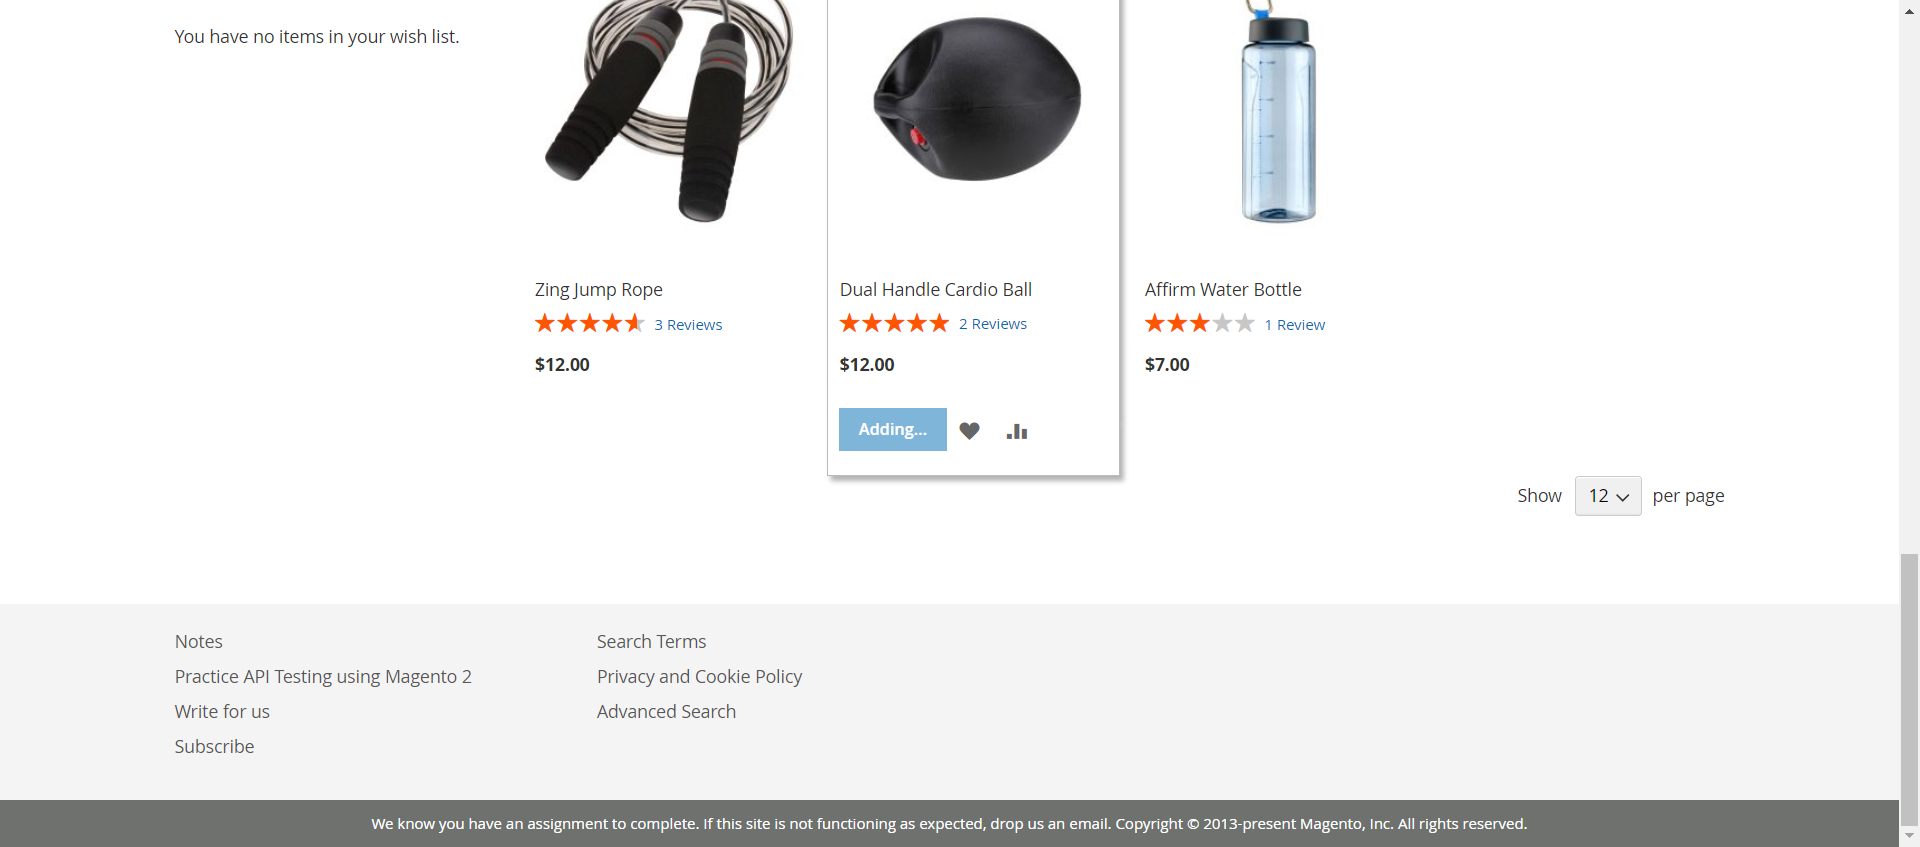 You have no items in your wish list.
Zing Jump Rope
3 Reviews
$12.00
Dual Handle Cardio Ball
2 Reviews
$12.00
Adding...
Affirm Water Bottle
1 Review
$7.00
Show 12 per page
Notes
Practice API Testing using Magento 2
Write for us
Subscribe
Search Terms
Privacy and Cookie Policy
Advanced Search
We know you have an assignment to complete. If this site is not functioning as expected, drop us an email. Copyright © 2013-present Magento, Inc. All rights reserved.